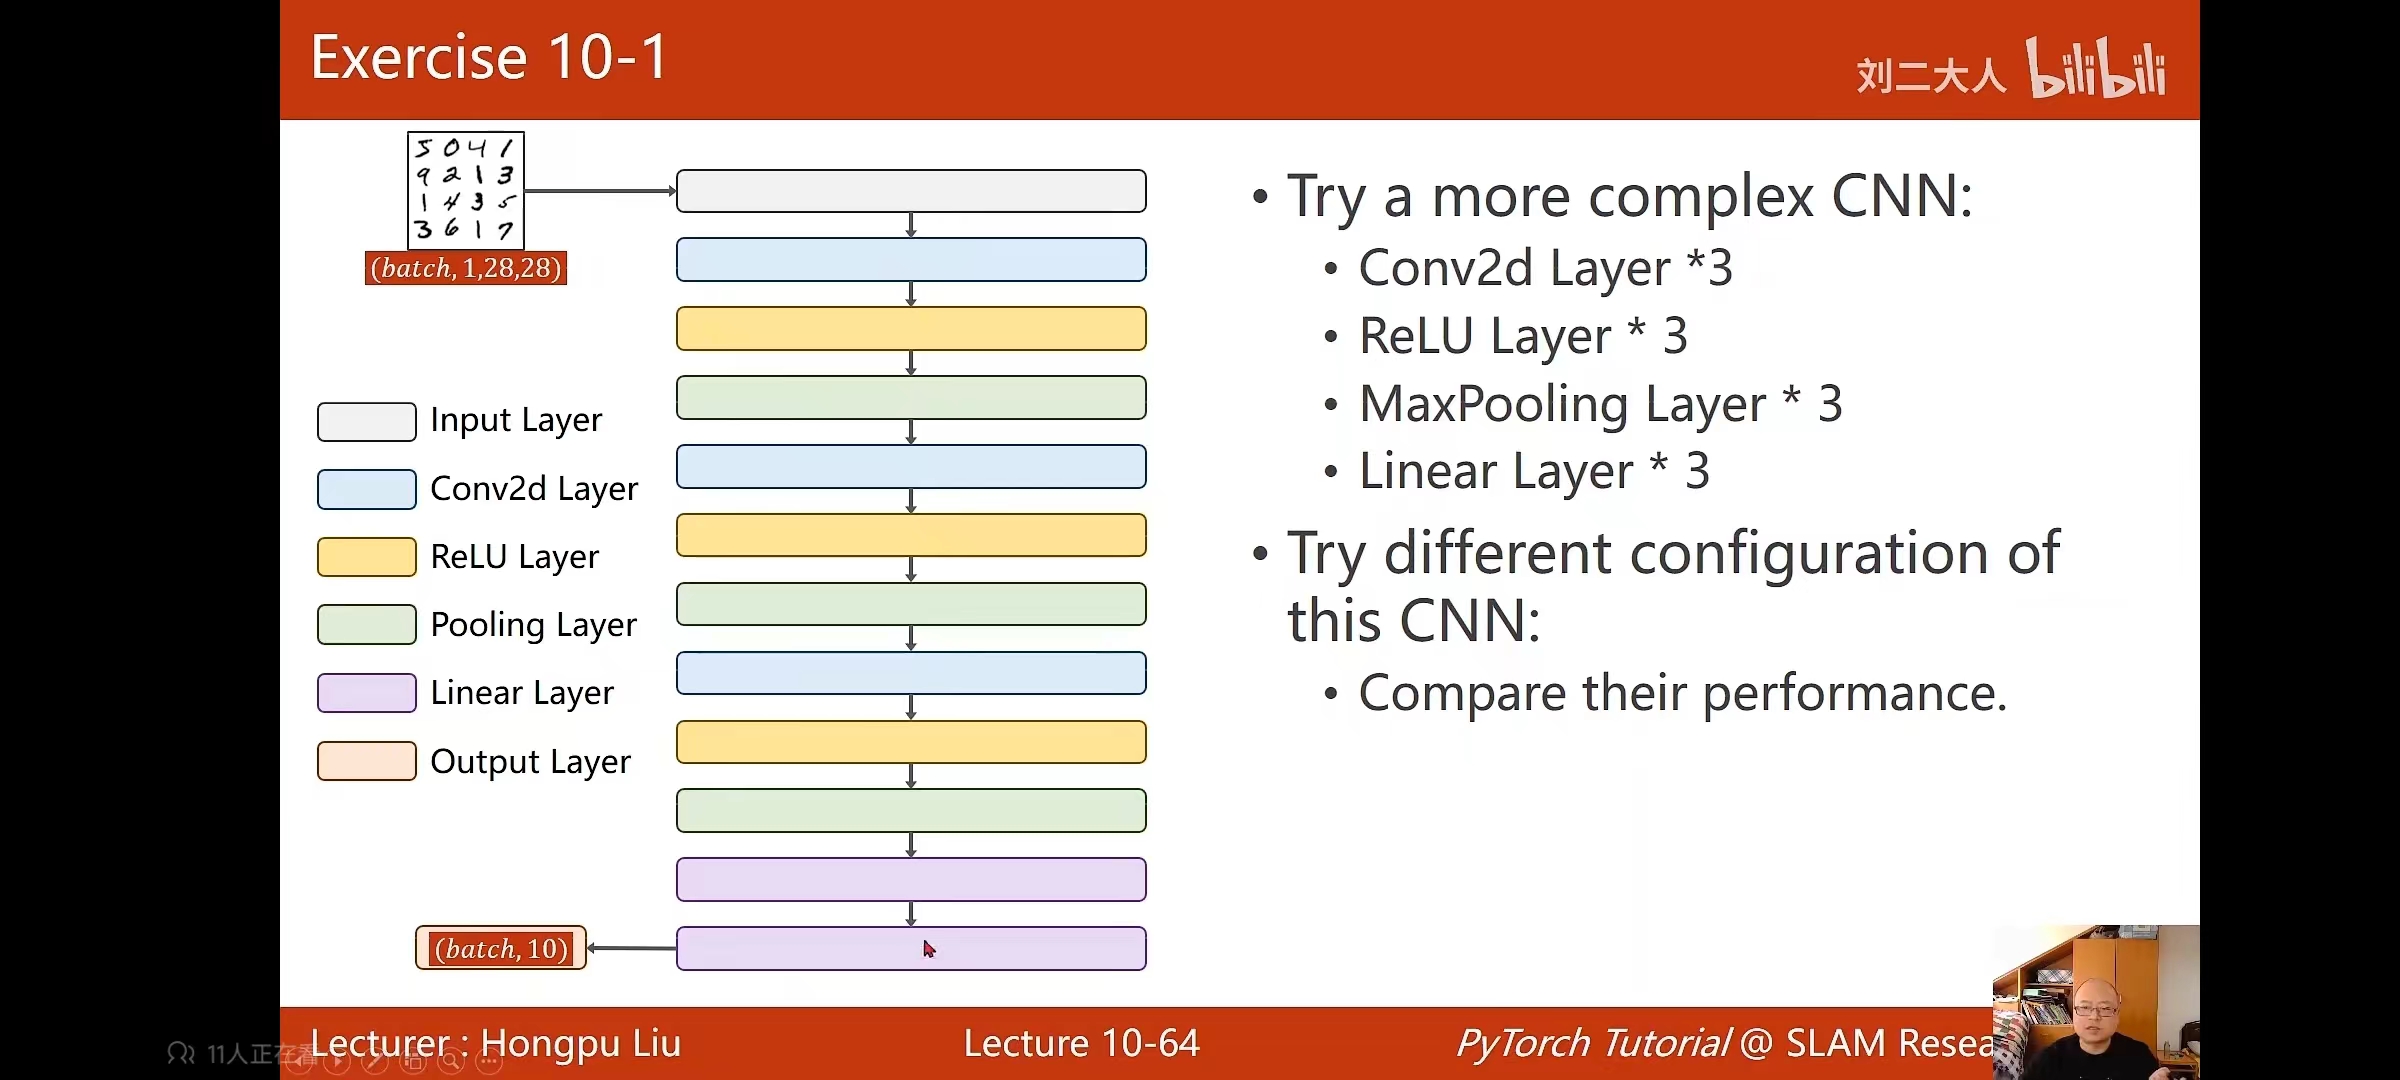 Exercise 10-1
刘二大人 bilibili
5 0 4 1
9 2 1 3
1 4 3 5
3 6 1 7
(batch, 1,28,28)
Input Layer
Conv2d Layer
ReLU Layer
Pooling Layer
Linear Layer
Output Layer
(batch, 10)
• Try a more complex CNN:
• Conv2d Layer *3
• ReLU Layer * 3
• MaxPooling Layer * 3
• Linear Layer * 3
• Try different configuration of
this CNN:
• Compare their performance.
11人正在看
Lecturer : Hongpu Liu
Lecture 10-64
PyTorch Tutorial @ SLAM Resea